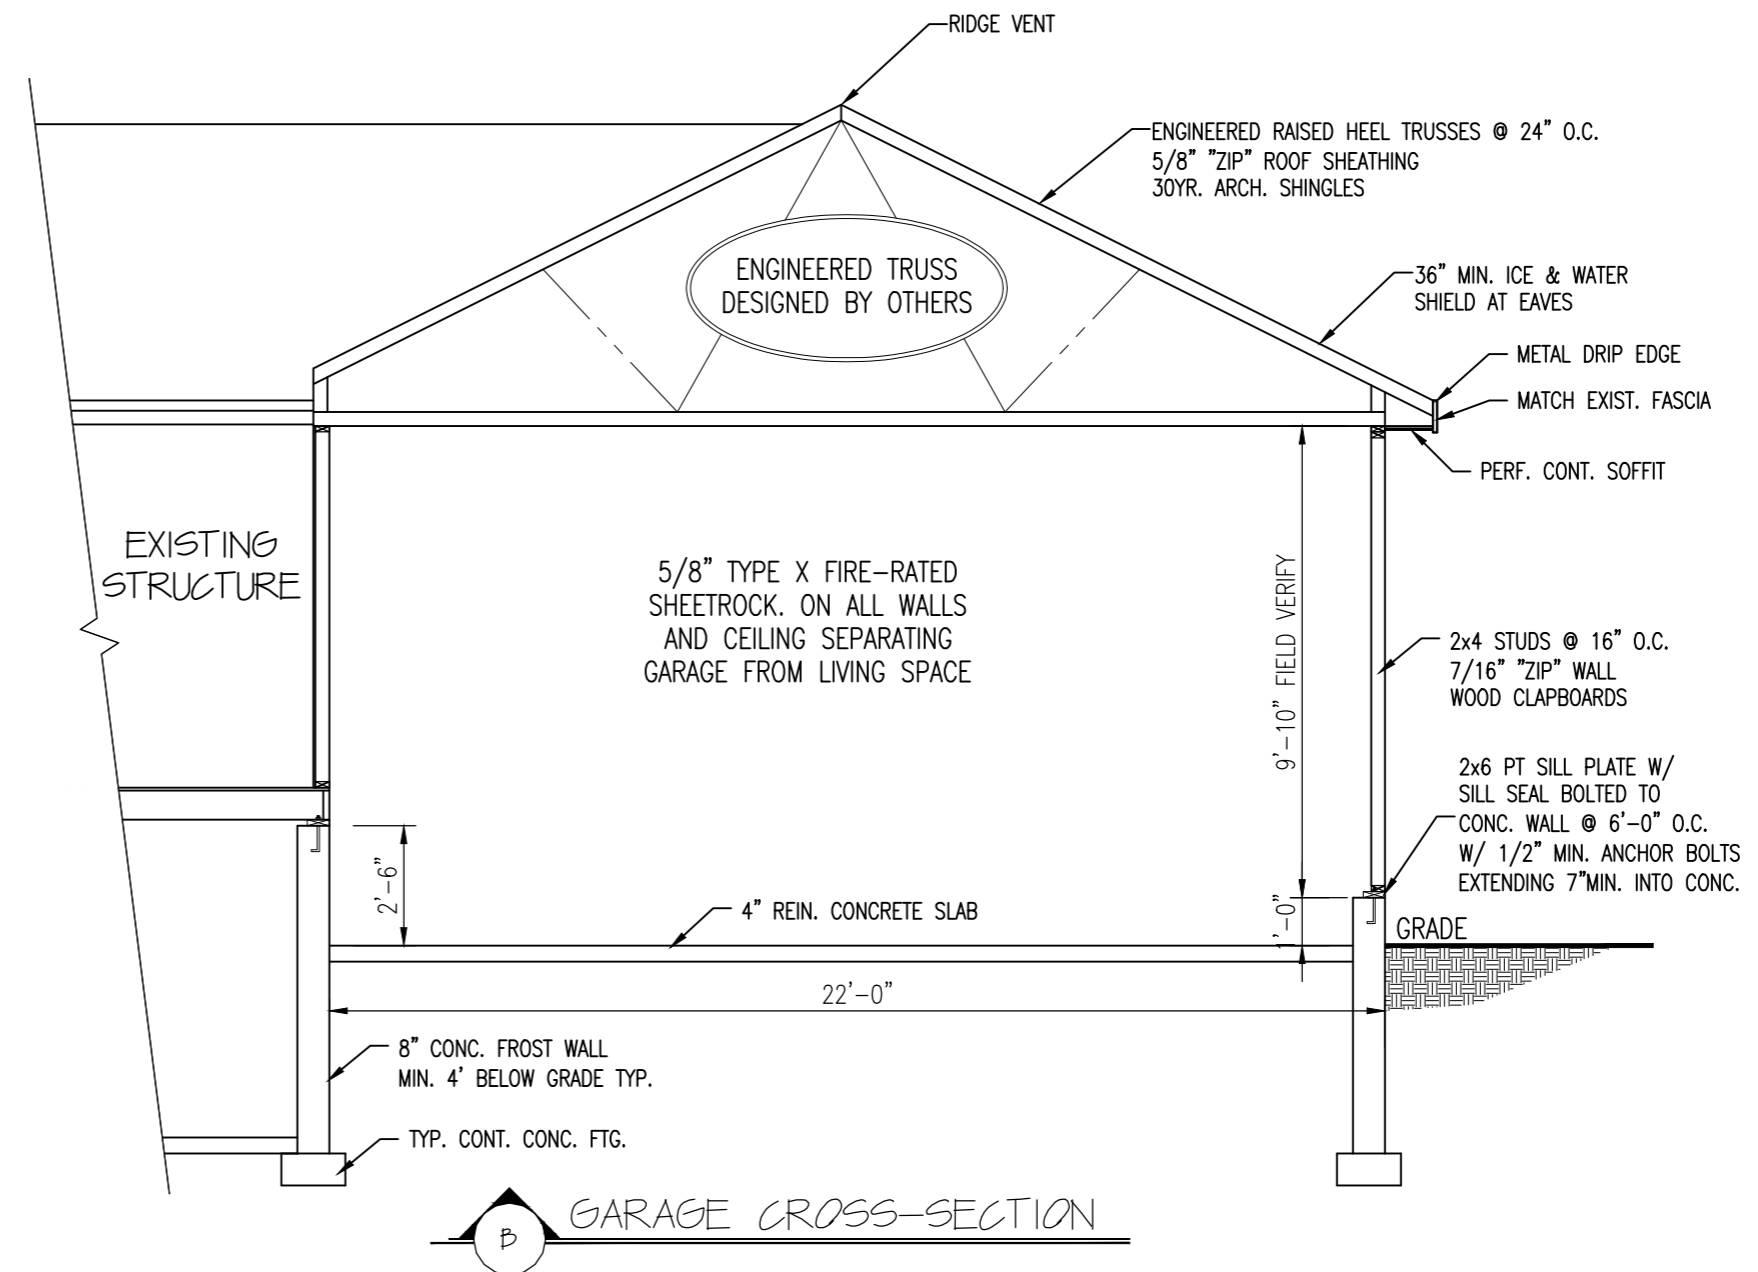 RIDGE VENT
ENGINEERED RAISED HEEL TRUSSES @ 24" O.C.
5/8" "ZIP" ROOF SHEATHING
30YR. ARCH. SHINGLES
ENGINEERED TRUSS
DESIGNED BY OTHERS
36" MIN. ICE & WATER
SHIELD AT EAVES
METAL DRIP EDGE
MATCH EXIST. FASCIA
PERF. CONT. SOFFIT
EXISTING
STRUCTURE
5/8" TYPE X FIRE-RATED
SHEETROCK. ON ALL WALLS
AND CEILING SEPARATING
GARAGE FROM LIVING SPACE
9'-10" FIELD VERIFY
2x4 STUDS @ 16" O.C.
7/16" "ZIP" WALL
WOOD CLAPBOARDS
2x6 PT SILL PLATE W/
SILL SEAL BOLTED TO
CONC. WALL @ 6'-0" O.C.
W/ 1/2" MIN. ANCHOR BOLTS
EXTENDING 7"MIN. INTO CONC.
2'-6"
4" REIN. CONCRETE SLAB
1'-0"
GRADE
22'-0"
8" CONC. FROST WALL
MIN. 4' BELOW GRADE TYP.
TYP. CONT. CONC. FTG.
B
GARAGE CROSS-SECTION